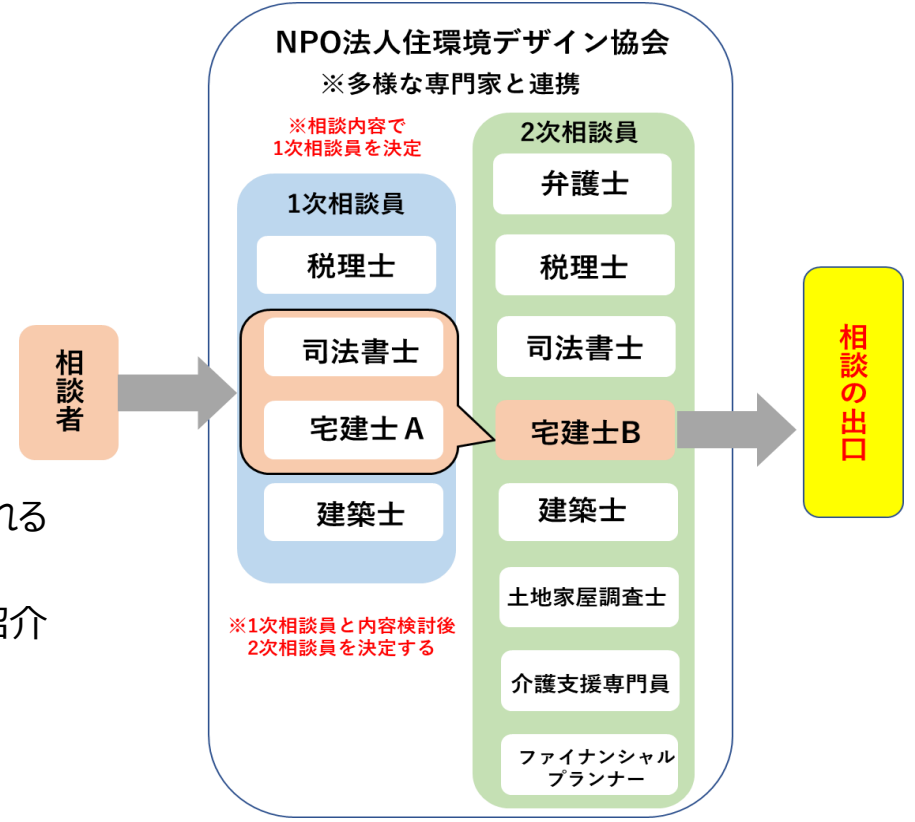 NPO法人住環境デザイン協会
※多様な専門家と連携
※相談内容で
1次相談員を決定
1次相談員
税理士
司法書士
宅建士A
建築士
※1次相談員と内容検討後
2次相談員を決定する
2次相談員
弁護士
税理士
司法書士
宅建士B
建築士
土地家屋調査士
介護支援専門員
ファイナンシャル
プランナー
相談者
れる
紹介
相談の出口